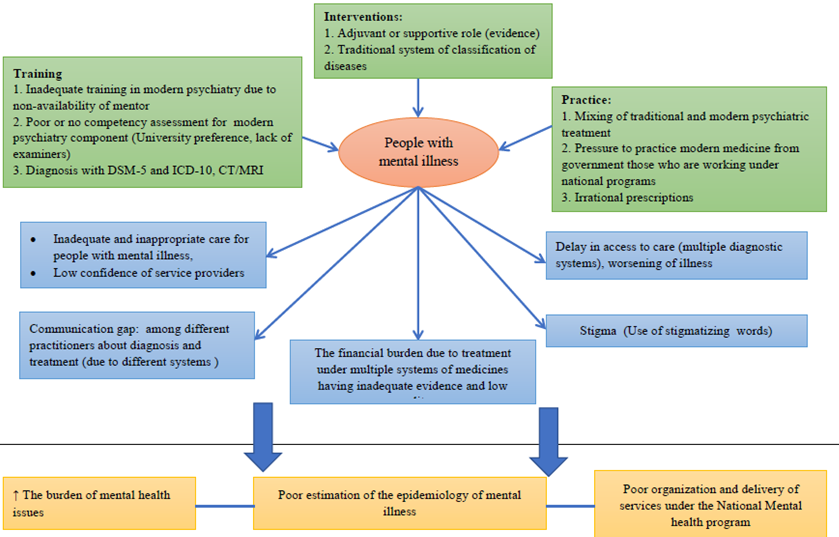 Interventions:
1. Adjuvant or supportive role (evidence)
2. Traditional system of classification of
diseases
Training
1. Inadequate training in modern psychiatry due to
non-availability of mentor
2. Poor or no competency assessment for modern
psychiatry component (University preference, lack of
examiners)
3. Diagnosis with DSM-5 and ICD-10, CT/MRI
People with
mental illness
Practice:
1. Mixing of traditional and modern psychiatric
treatment
2. Pressure to practice modern medicine from
government those who are working under
national programs
3. Irrational prescriptions
• Inadequate and inappropriate care for
people with mental illness,
• Low confidence of service providers
Delay in access to care (multiple diagnostic
systems), worsening of illness
Communication gap: among different
practitioners about diagnosis and
treatment (due to different systems )
The financial burden due to treatment
under multiple systems of medicines
having inadequate evidence and low
Stigma (Use of stigmatizing words)
↑ The burden of mental health
issues
Poor estimation of the epidemiology of mental
illness
Poor organization and delivery of
services under the National Mental
health program